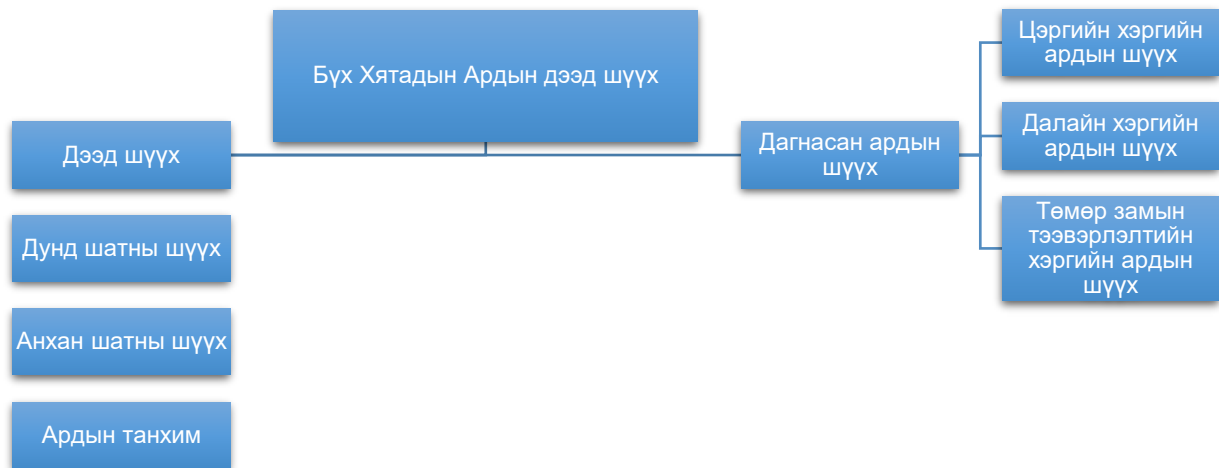 Бүх Хятадын Ардын дээд шүүх
Дээд шүүх
Дунд шатны шүүх
Анхан шатны шүүх
Ардын танхим
Дагнасан ардын
шүүх
Цэргийн хэргийн
ардын шүүх
Далайн хэргийн
ардын шүүх
Төмөр замын
тээвэрлэлтийн
хэргийн ардын
шүүх